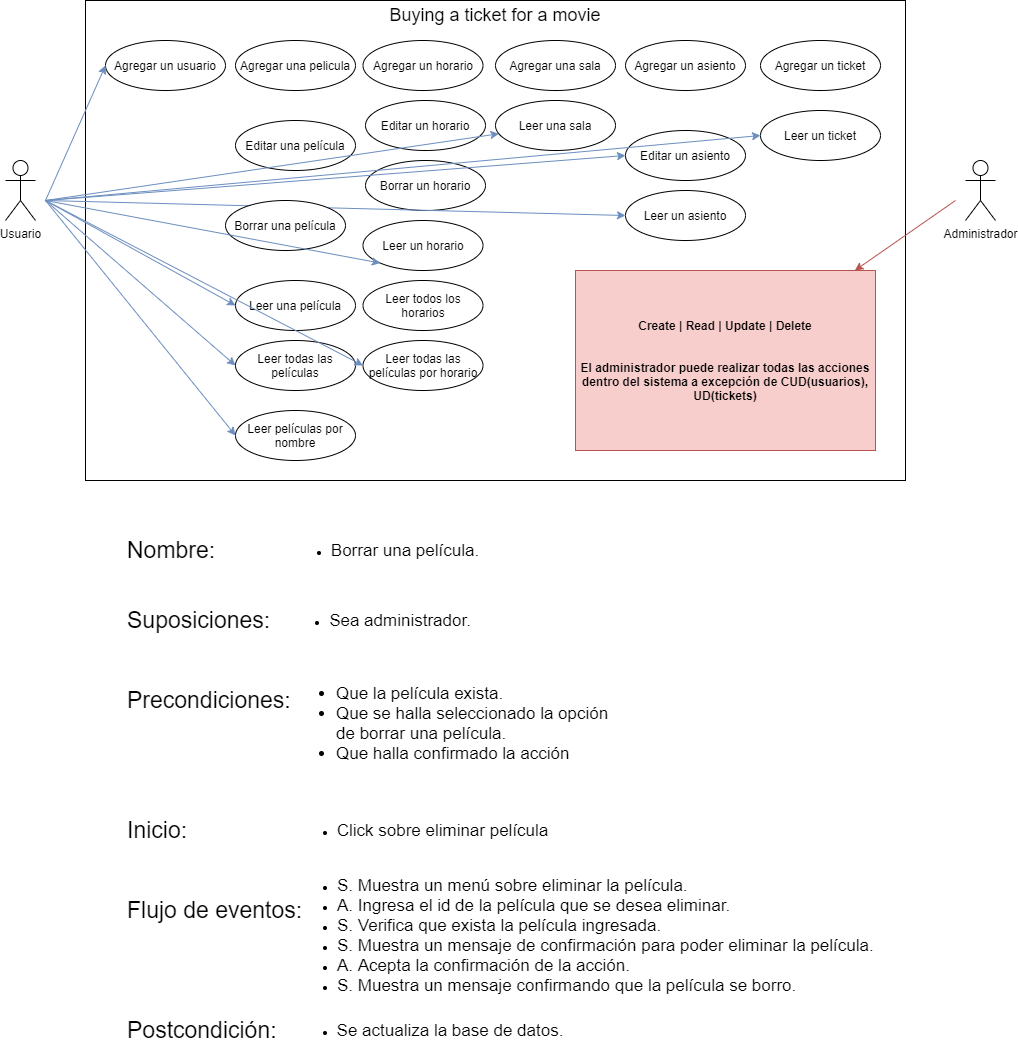 Buying a ticket for a movie
Agregar un usuario
Agregar una pelicula
Agregar un horario
Agregar una sala
Agregar un asiento
Agregar un ticket
Editar una película
Editar un horario
Leer una sala
Editar un asiento
Leer un ticket
Borrar un horario
Borrar una película
Leer un asiento
Usuario
Administrador
Leer un horario
Leer una película
Leer todos los
horarios
Leer todas las
películas
Leer todas las
películas por horario
Leer películas por
nombre
Create | Read | Update | Delete
El administrador puede realizar todas las acciones
dentro del sistema a excepción de CUD(usuarios),
UD(tickets)
Nombre:
• Borrar una película.
Suposiciones:
• Sea administrador.
Precondiciones:
• Que la película exista.
• Que se halla seleccionado la opción
de borrar una película.
• Que halla confirmado la acción
Inicio:
• Click sobre eliminar película
Flujo de eventos:
• S. Muestra un menú sobre eliminar la película.
• A. Ingresa el id de la película que se desea eliminar.
• S. Verifica que exista la película ingresada.
• S. Muestra un mensaje de confirmación para poder eliminar la película.
• A. Acepta la confirmación de la acción.
• S. Muestra un mensaje confirmando que la película se borro.
Postcondición:
• Se actualiza la base de datos.